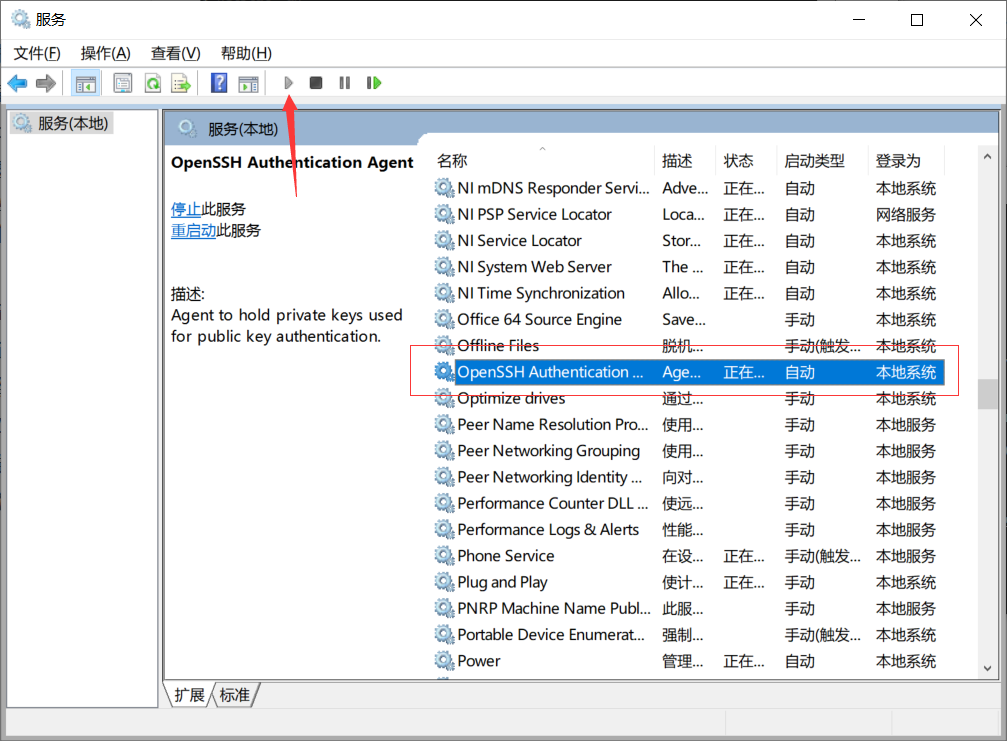 服务
文件(F) 操作(A) 查看(V) 帮助(H)
服务(本地)
服务(本地)
OpenSSH Authentication Agent
停止此服务
重启动此服务
描述:
Agent to hold private keys used
for public key authentication.
名称 描述 状态 启动类型 登录为
NI mDNS Responder Servi... Adve... 正在... 自动 本地系统
NI PSP Service Locator Loca... 正在... 自动 网络服务
NI Service Locator Stor... 正在... 自动 本地系统
NI System Web Server The ... 正在... 自动 本地系统
NI Time Synchronization Allo... 正在... 自动 本地系统
Office 64 Source Engine Save... 手动 本地系统
Offline Files 脱机... 手动(触发... 本地系统
OpenSSH Authentication ... Age... 正在... 自动 本地系统
Optimize drives 通过... 手动 本地系统
Peer Name Resolution Pro... 使用... 手动 本地服务
Peer Networking Grouping 使用... 手动 本地服务
Peer Networking Identity ... 向对... 手动 本地服务
Performance Counter DLL ... 使远... 手动 本地服务
Performance Logs & Alerts 性能... 手动 本地服务
Phone Service 在设... 正在... 手动(触发... 本地服务
Plug and Play 使计... 正在... 手动 本地系统
PNRP Machine Name Publ... 此服... 手动 本地服务
Portable Device Enumerat... 强制... 手动(触发... 本地系统
Power 管理... 正在... 自动 本地系统
扩展 标准